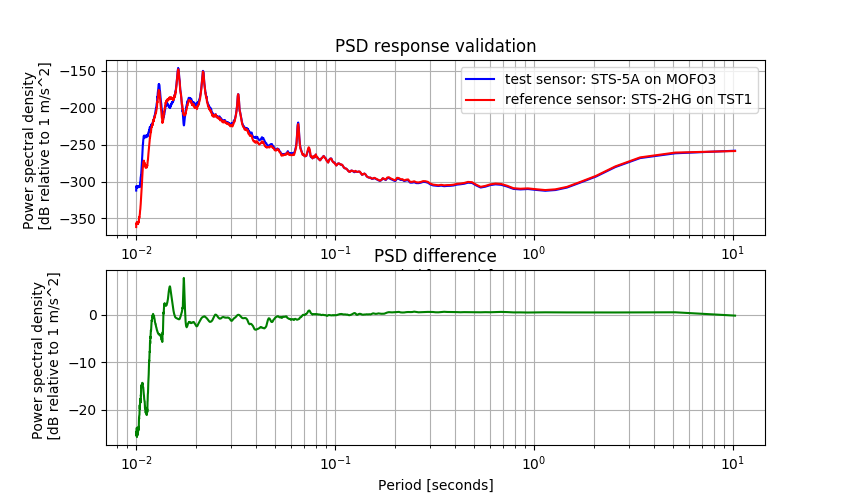 PSD response validation
Power spectral density
[dB relative to 1 m/s^2]
−150
−200
−250
−300
−350
test sensor: STS-5A on MOFO3
reference sensor: STS-2HG on TST1
10⁻² 10⁻¹ 10⁰ 10¹
PSD difference
Power spectral density
[dB relative to 1 m/s^2]
0
−10
−20
10⁻² 10⁻¹ 10⁰ 10¹
Period [seconds]